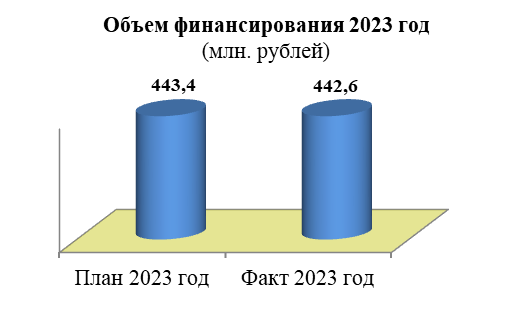 Объем финансирования 2023 год
(млн. рублей)
443,4 442,6
План 2023 год Факт 2023 год